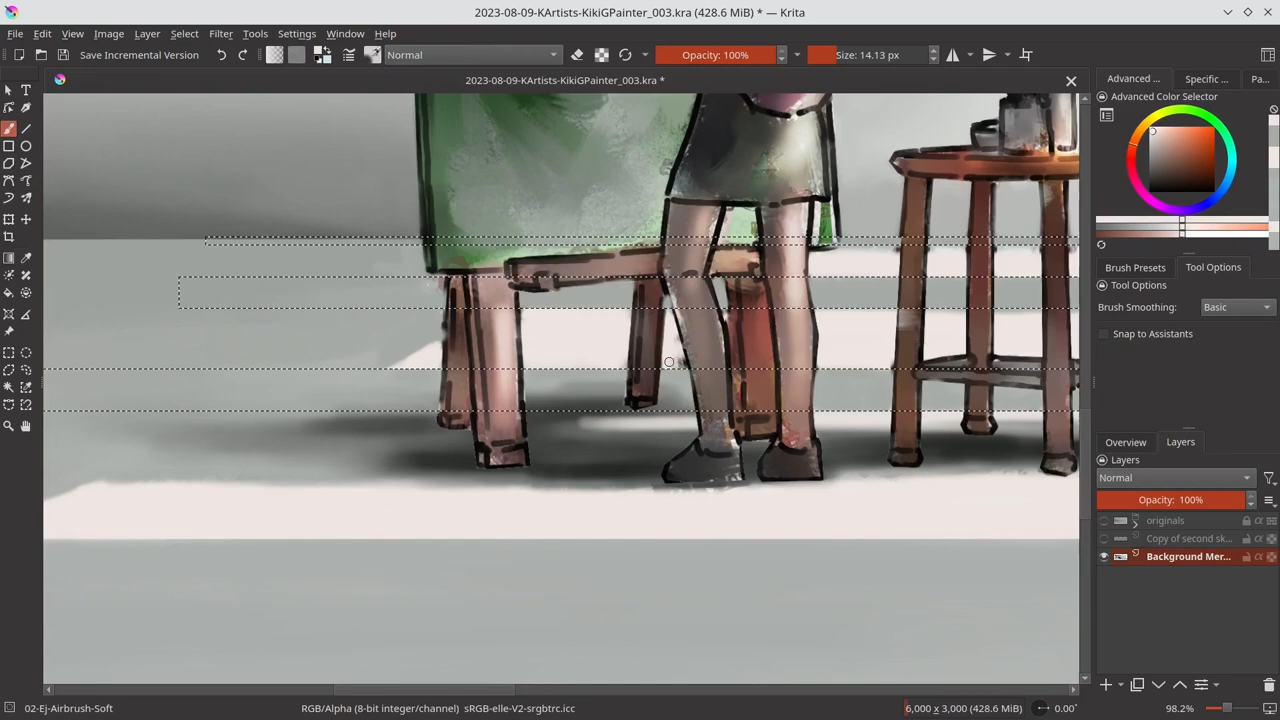 2023-08-09-KArtists-KikiGPainter_003.kra (428.6 MiB) * — Krita
File Edit View Image Layer Select Filter Tools Settings Window Help
Save Incremental Version Normal Opacity: 100% Size: 14.13 px
2023-08-09-KArtists-KikiGPainter_003.kra *
Advanced ... Specific ... Pa...
Advanced Color Selector
Brush Presets Tool Options
Tool Options
Brush Smoothing: Basic
Snap to Assistants
Overview Layers
Layers
Normal
Opacity: 100%
originals
Copy of second sk...
Background Mer...
02-Ej-Airbrush-Soft RGB/Alpha (8-bit integer/channel) sRGB-elle-V2-srgbtrc.icc 6,000 x 3,000 (428.6 MiB) 0.00° 98.2%